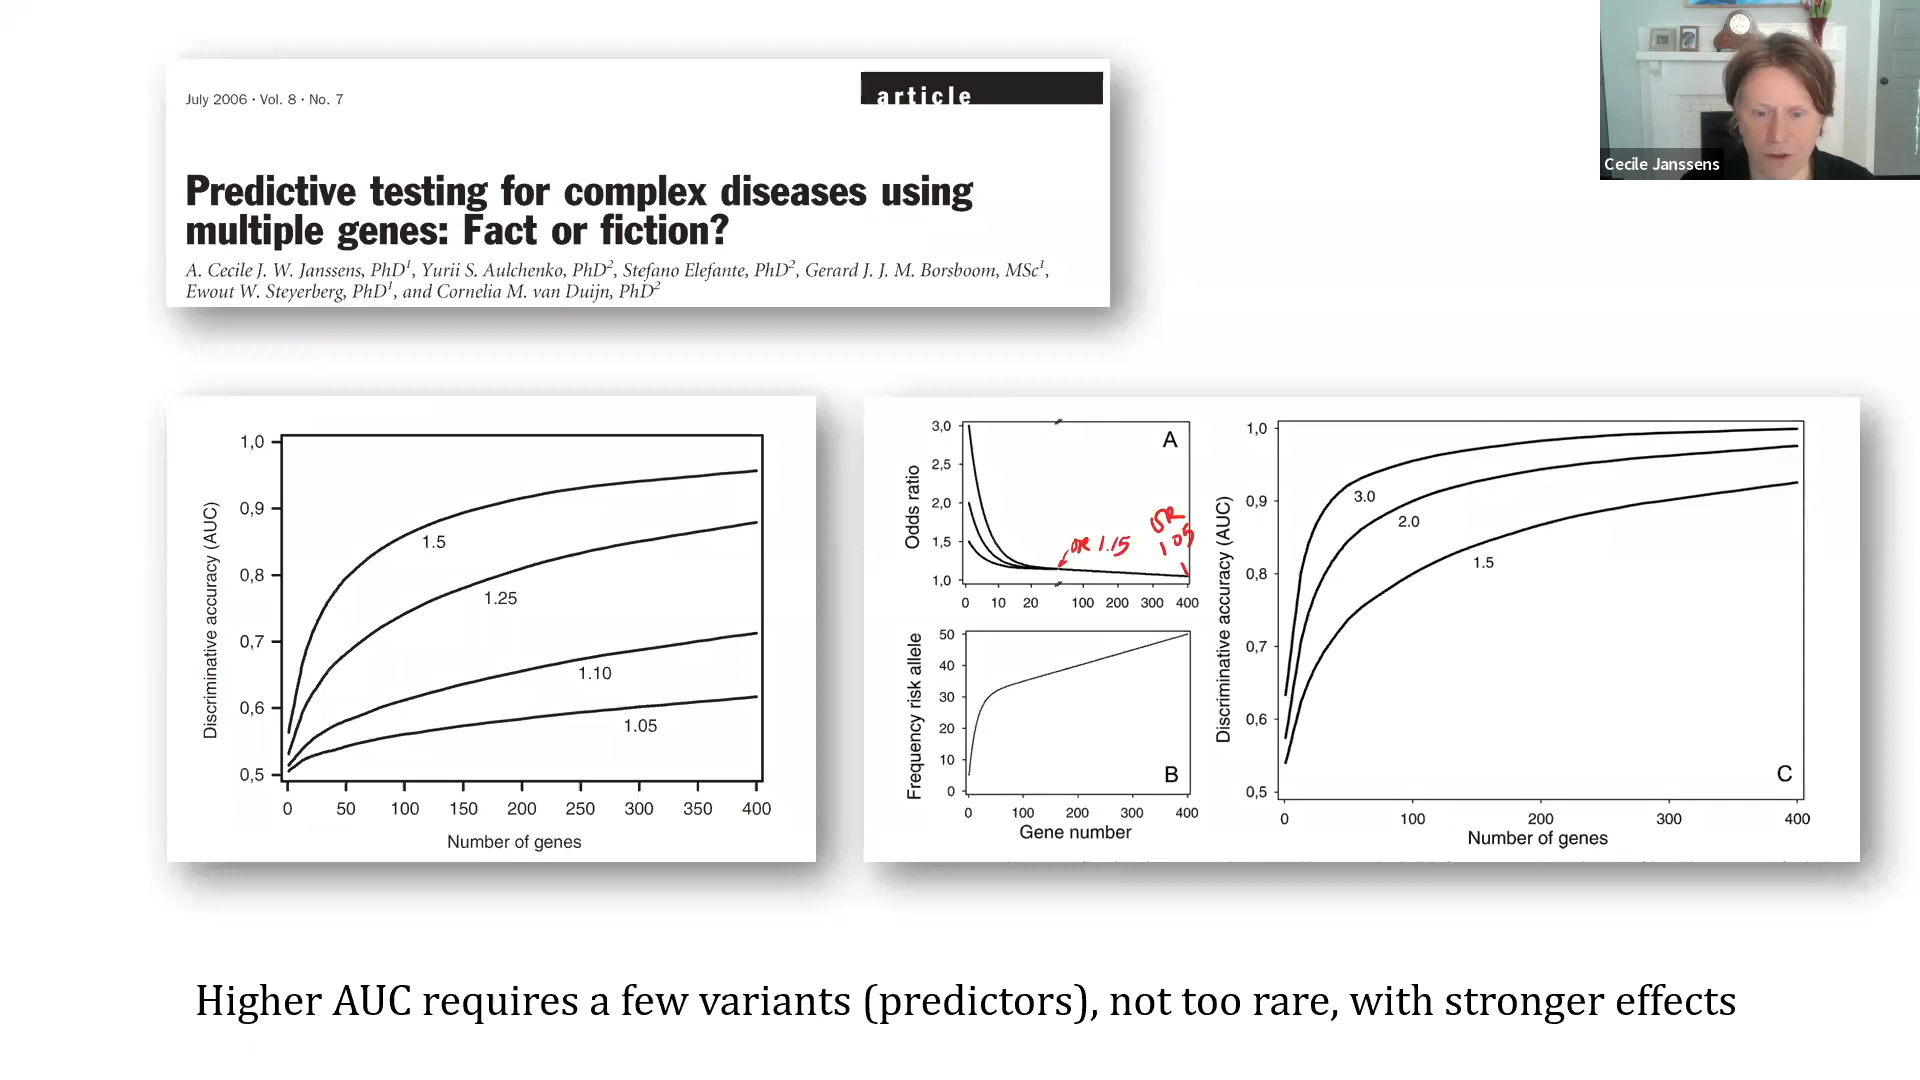 July 2006 · Vol. 8 · No. 7
article
Predictive testing for complex diseases using
multiple genes: Fact or fiction?
A. Cecile J. W. Janssens, PhD1, Yurii S. Aulchenko, PhD2, Stefano Elefante, PhD2, Gerard J. J. M. Borsboom, MSc1,
Ewout W. Steyerberg, PhD1, and Cornelia M. van Duijn, PhD2
Cecile Janssens
Discriminative accuracy (AUC)
1,0
0,9
0,8
0,7
0,6
0,5
1.5
1.25
1.10
1.05
0 50 100 150 200 250 300 350 400
Number of genes
Odds ratio
3,0
2,5
2,0
1,5
1,0
A
OR 1.15
OR
1 05
0 10 20 100 200 300 400
Frequency risk allele
50
40
30
20
10
0
B
0 100 200 300 400
Gene number
Discriminative accuracy (AUC)
1,0
0,9
0,8
0,7
0,6
0,5
3.0
2.0
1.5
C
0 100 200 300 400
Number of genes
Higher AUC requires a few variants (predictors), not too rare, with stronger effects